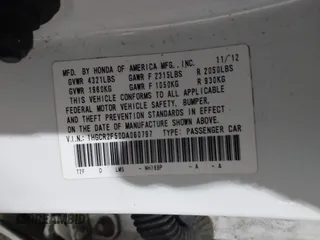 MFD. BY HONDA OF AMERICA MFG., INC. 11/12
GVWR 4321LBS GAWR F 2315LBS R 2050LBS
GVWR 1960KG GAWR F 1050KG R 930KG
THIS VEHICLE CONFORMS TO ALL APPLICABLE
FEDERAL MOTOR VEHICLE SAFETY, BUMPER,
AND THEFT PREVENTION STANDARDS IN EFFECT ON
THE DATE OF MANUFACTURE SHOWN ABOVE.
V.I.N.: TYPE: PASSENGER CAR
NH788P - A - A